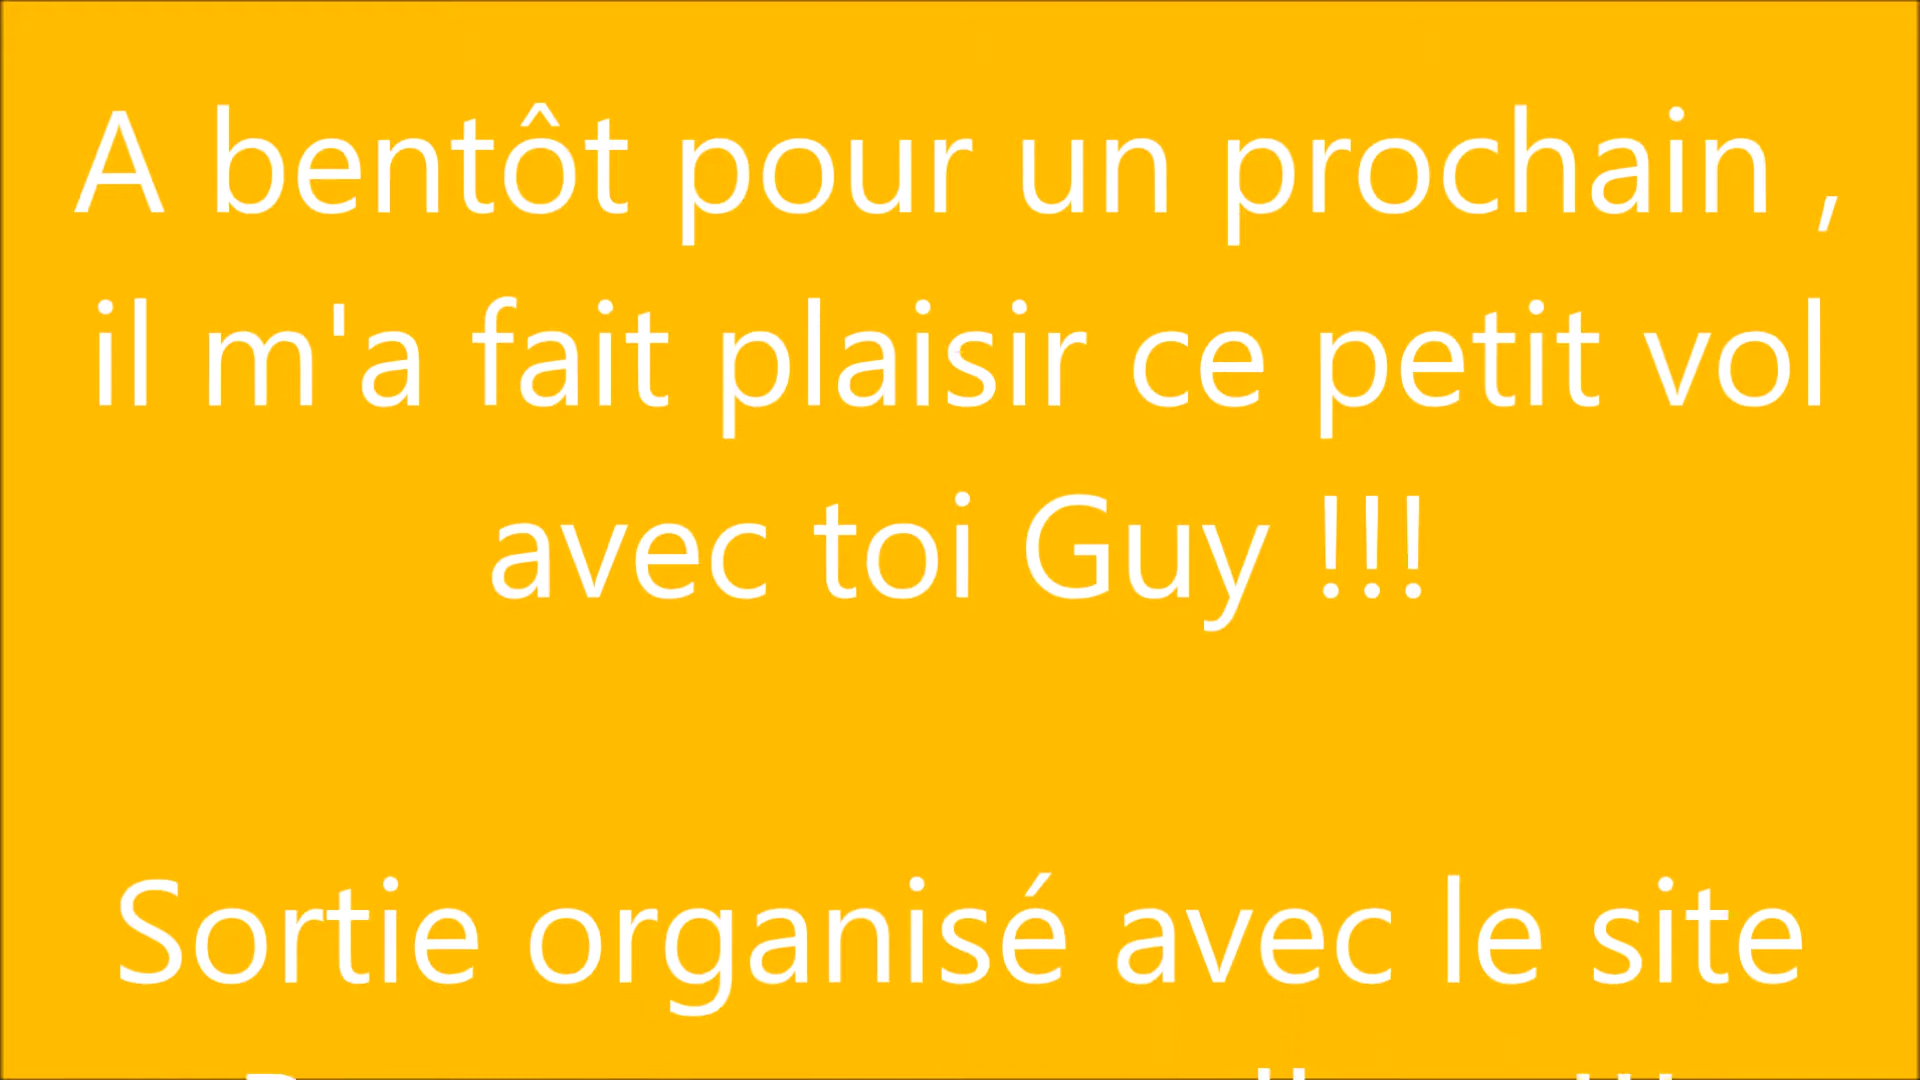 A bentôt pour un prochain ,
il m'a fait plaisir ce petit vol
avec toi Guy !!!
Sortie organisé avec le site